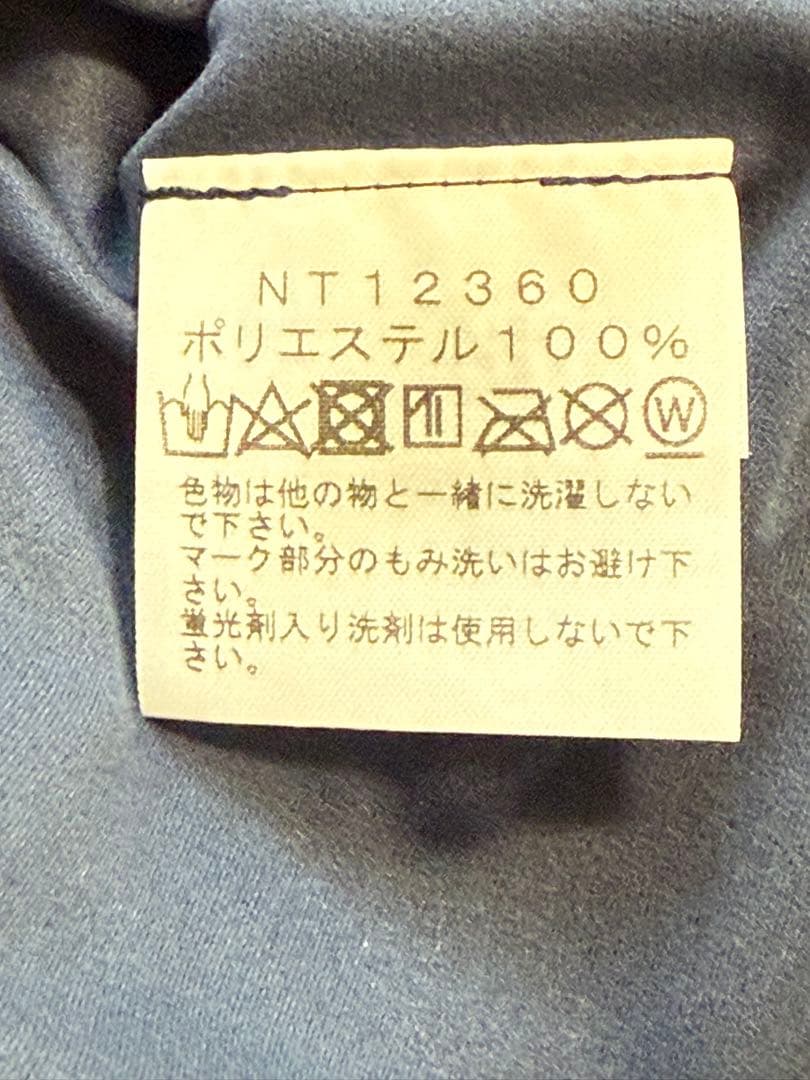 NT12360
ポリエステル100%
W
色物は他の物と一緒に洗濯しない
で下さい。
マーク部分のもみ洗いはお避け下
さい。
蛍光剤入り洗剤は使用しないで下
さい。